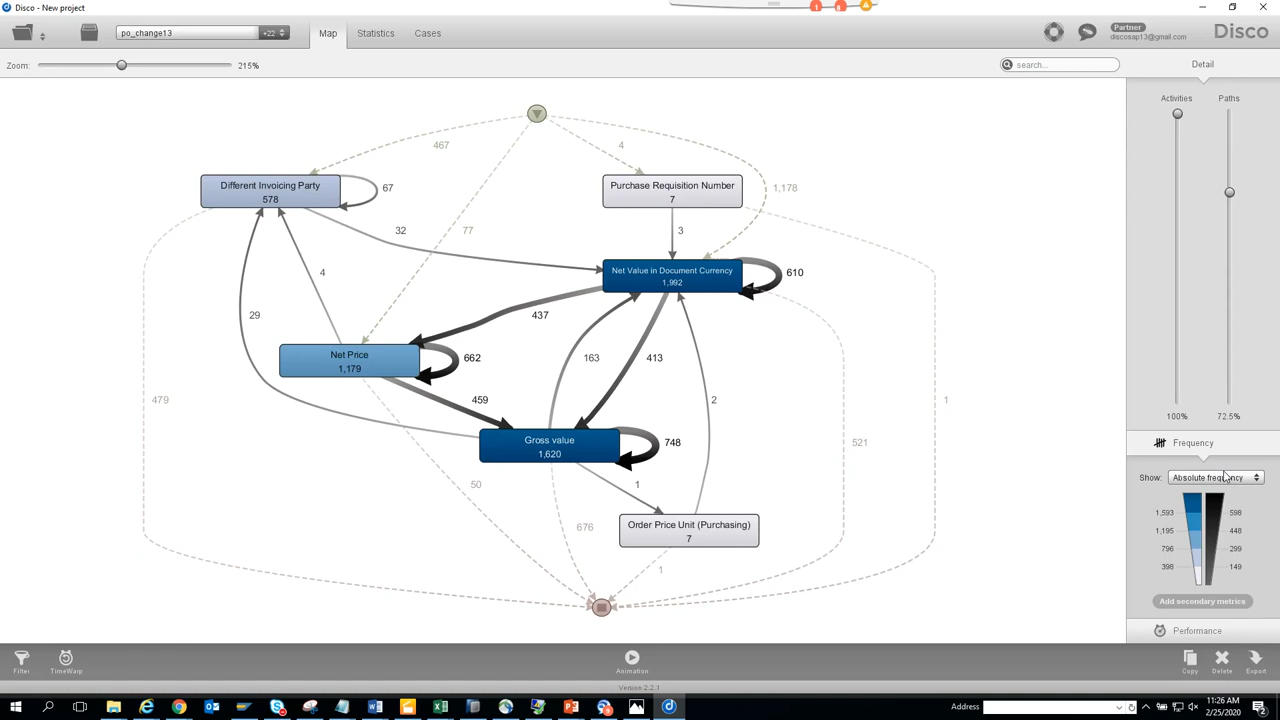 Disco - New project
po_change13
+22
Map
Statistics
Cases
Partner
discosap13@gmail.com
Disco
Zoom:
215%
search...
Detail
Activities
Paths
467
4
Different Invoicing Party
578
67
Purchase Requisition Number
7
1,178
32
77
3
Net Value in Document Currency
1,992
610
4
29
437
Net Price
1,179
662
163
413
479
459
2
1
100%
72.5%
Gross value
1,620
748
521
Frequency
50
1
Show:
Absolute frequency
676
Order Price Unit (Purchasing)
7
1
1,593
598
1,195
448
796
299
398
149
Add secondary metrics
Performance
Filter
TimeWarp
Animation
Copy
Delete
Export
Version 2.2.1
Address
11:26 AM
2/25/2020